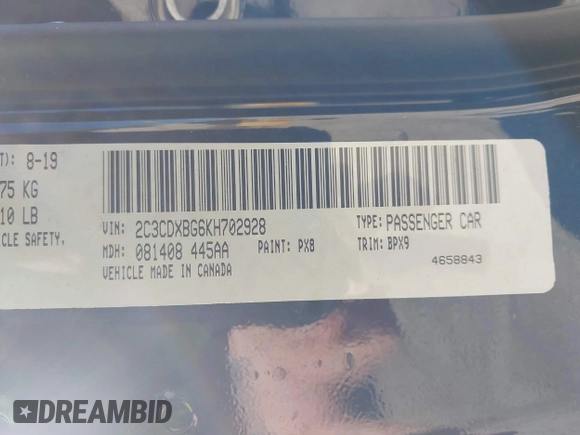 T): 8-19
75 KG
10 LB
CLE SAFETY.
VIN: 2C3CDXBG6KH702928
TYPE: PASSENGER CAR
MDH: 081408 445AA
PAINT: PX8
TRIM: BPX9
VEHICLE MADE IN CANADA
4658843
DREAMBID